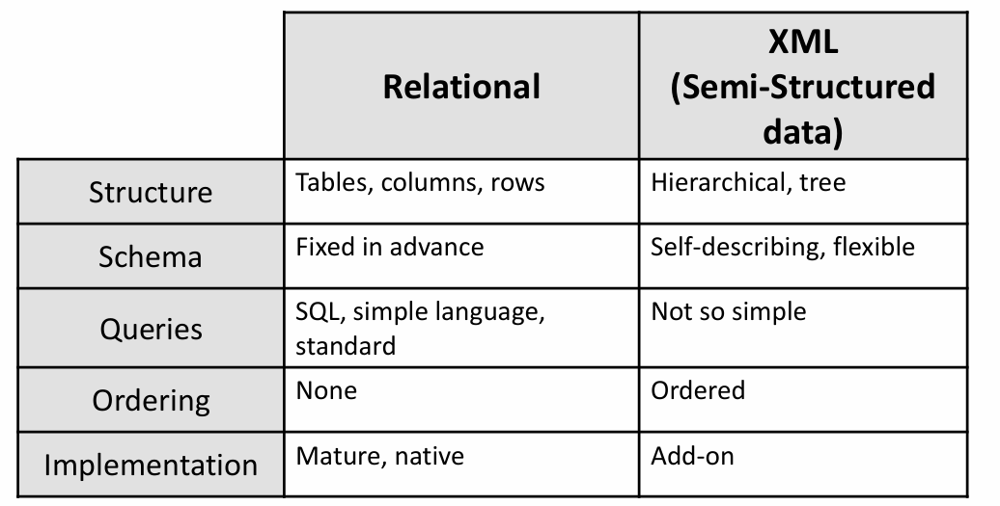 Relational
XML
(Semi-Structured
data)
Structure
Tables, columns, rows
Hierarchical, tree
Schema
Fixed in advance
Self-describing, flexible
Queries
SQL, simple language,
standard
Not so simple
Ordering
None
Ordered
Implementation
Mature, native
Add-on